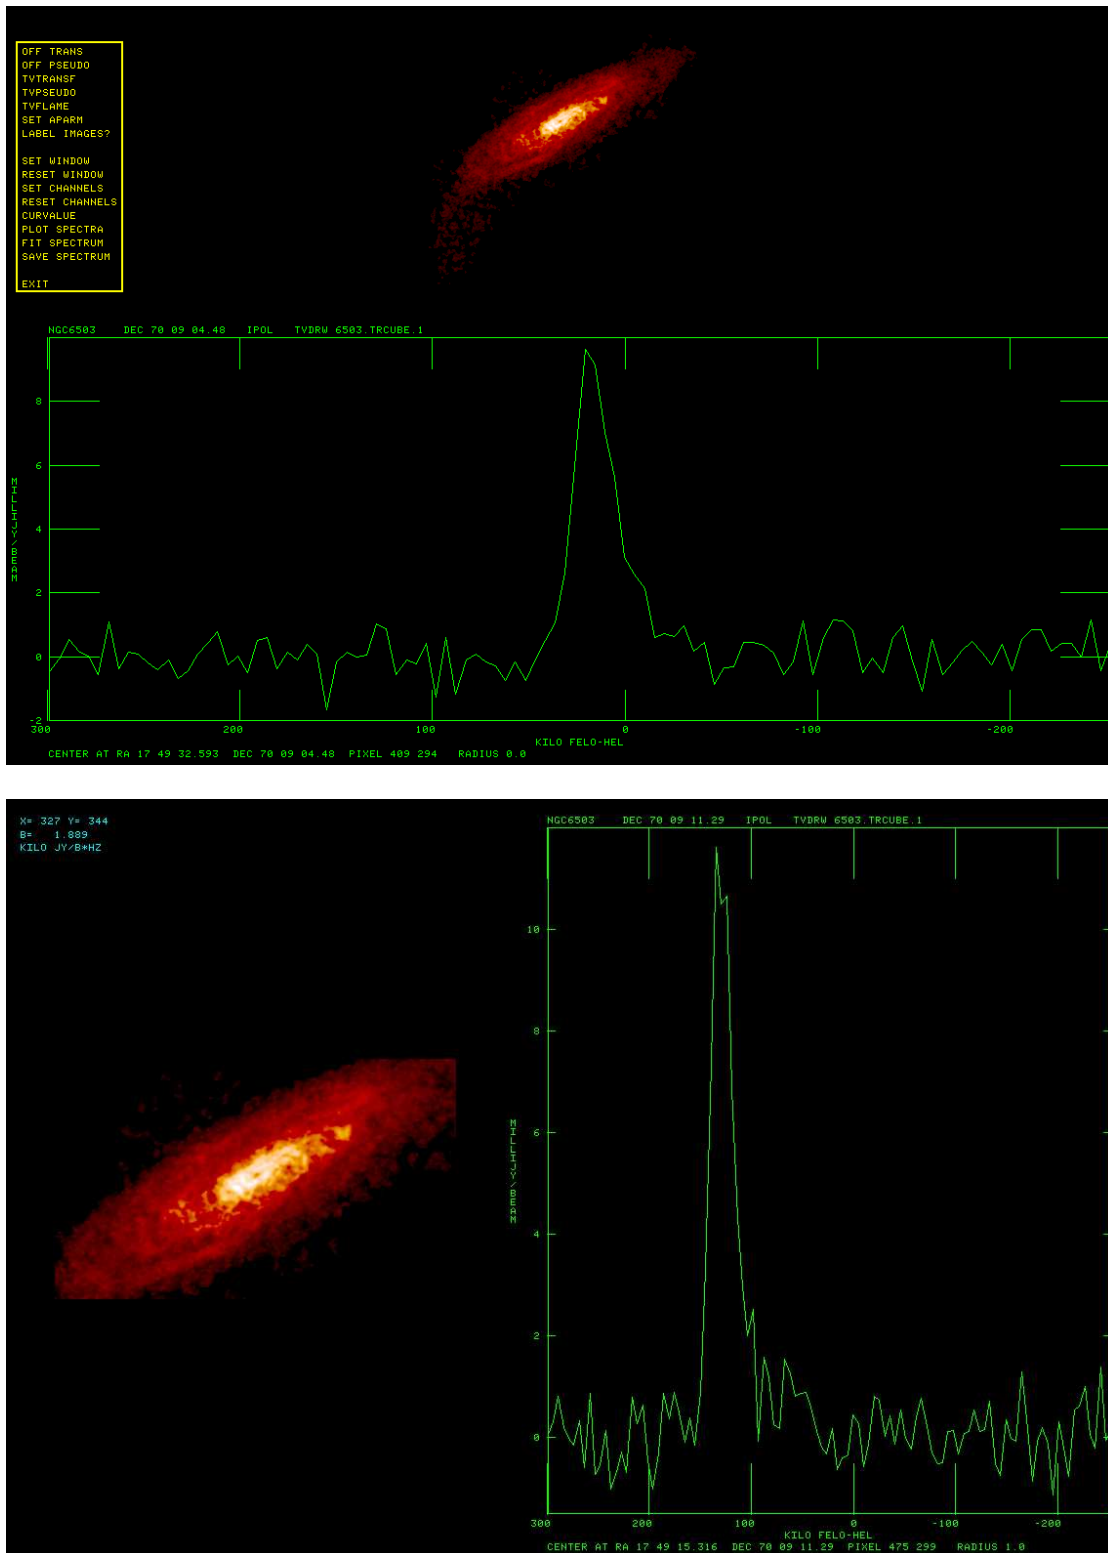 OFF TRANS
OFF PSEUDO
TVTRANSF
TVPSEUDO
TVFLAME
SET APARM
LABEL IMAGES?
SET WINDOW
RESET WINDOW
SET CHANNELS
RESET CHANNELS
CURVALUE
PLOT SPECTRA
FIT SPECTRUM
SAVE SPECTRUM
EXIT
NGC6503 DEC 70 09 04.48 IPOL TVDRW 6503.TRCUBE.1
8
6
4
2
0
-2
MILLIJY/BEAM
300 200 100 0 -100 -200
KILO FELO-HEL
CENTER AT RA 17 49 32.593 DEC 70 09 04.48 PIXEL 409 294 RADIUS 0.0
X= 327 Y= 344
B= 1.889
KILO JY/B*HZ
NGC6503 DEC 70 09 11.29 IPOL TVDRW 6503.TRCUBE.1
10
8
6
4
2
0
MILLIJY/BEAM
300 200 100 0 -100 -200
KILO FELO-HEL
CENTER AT RA 17 49 15.316 DEC 70 09 11.29 PIXEL 475 299 RADIUS 1.0